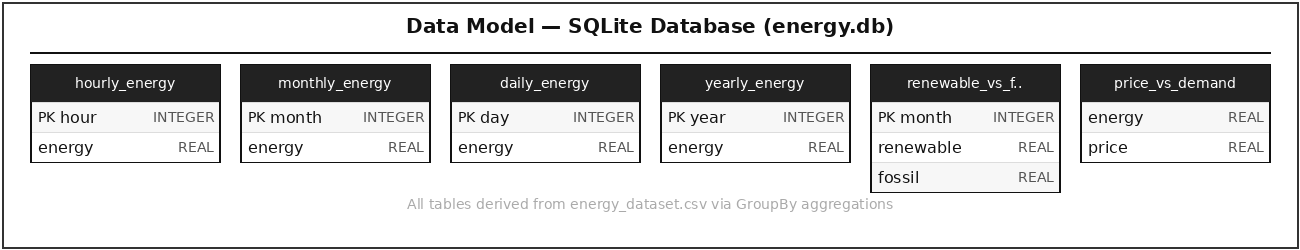 Data Model — SQLite Database (energy.db)
hourly_energy
PK hour INTEGER
energy REAL
monthly_energy
PK month INTEGER
energy REAL
daily_energy
PK day INTEGER
energy REAL
yearly_energy
PK year INTEGER
energy REAL
renewable_vs_f..
PK month INTEGER
renewable REAL
fossil REAL
price_vs_demand
energy REAL
price REAL
All tables derived from energy_dataset.csv via GroupBy aggregations